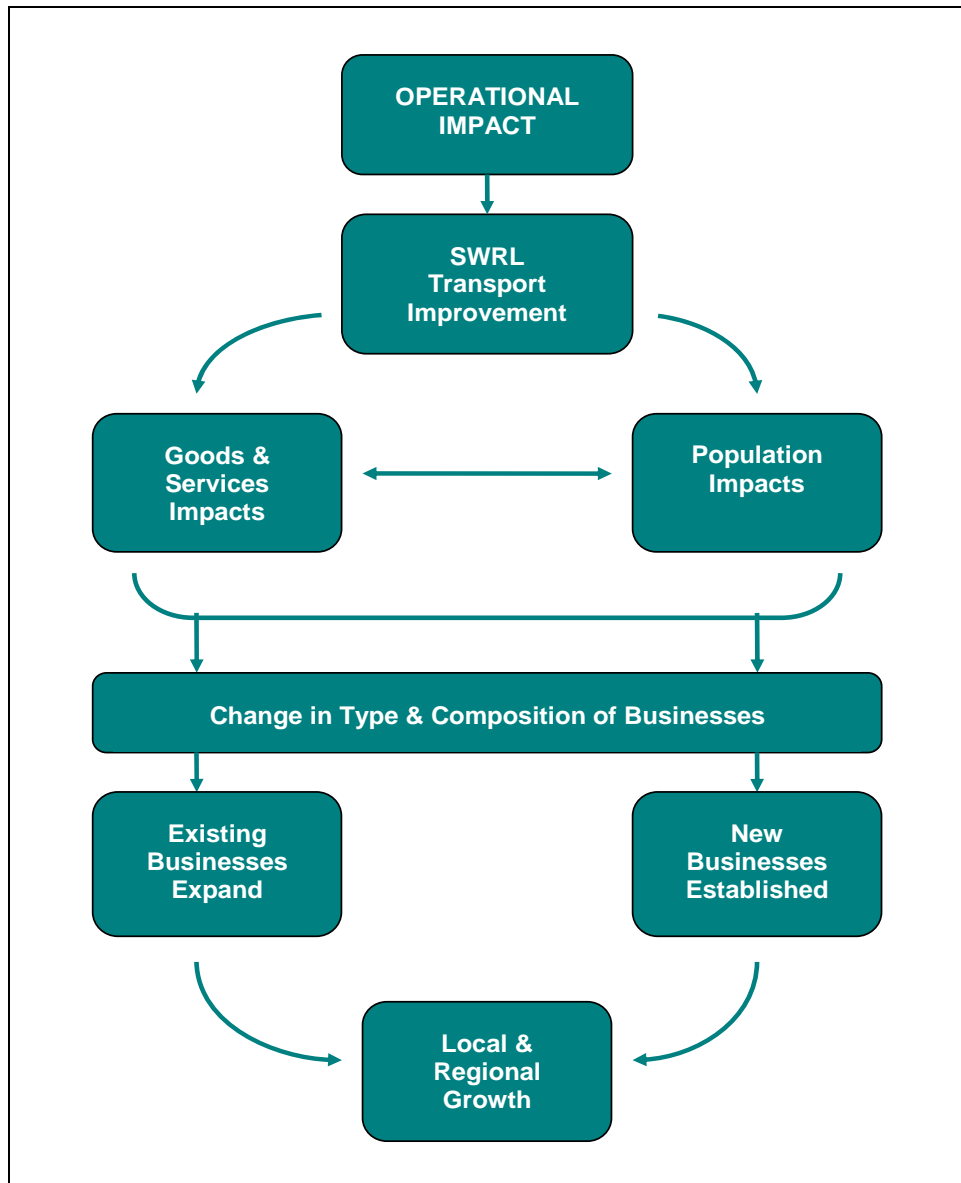 OPERATIONAL
IMPACT
SWRL
Transport
Improvement
Goods &
Services
Impacts
Population
Impacts
Change in Type & Composition of Businesses
Existing
Businesses
Expand
New
Businesses
Established
Local &
Regional
Growth